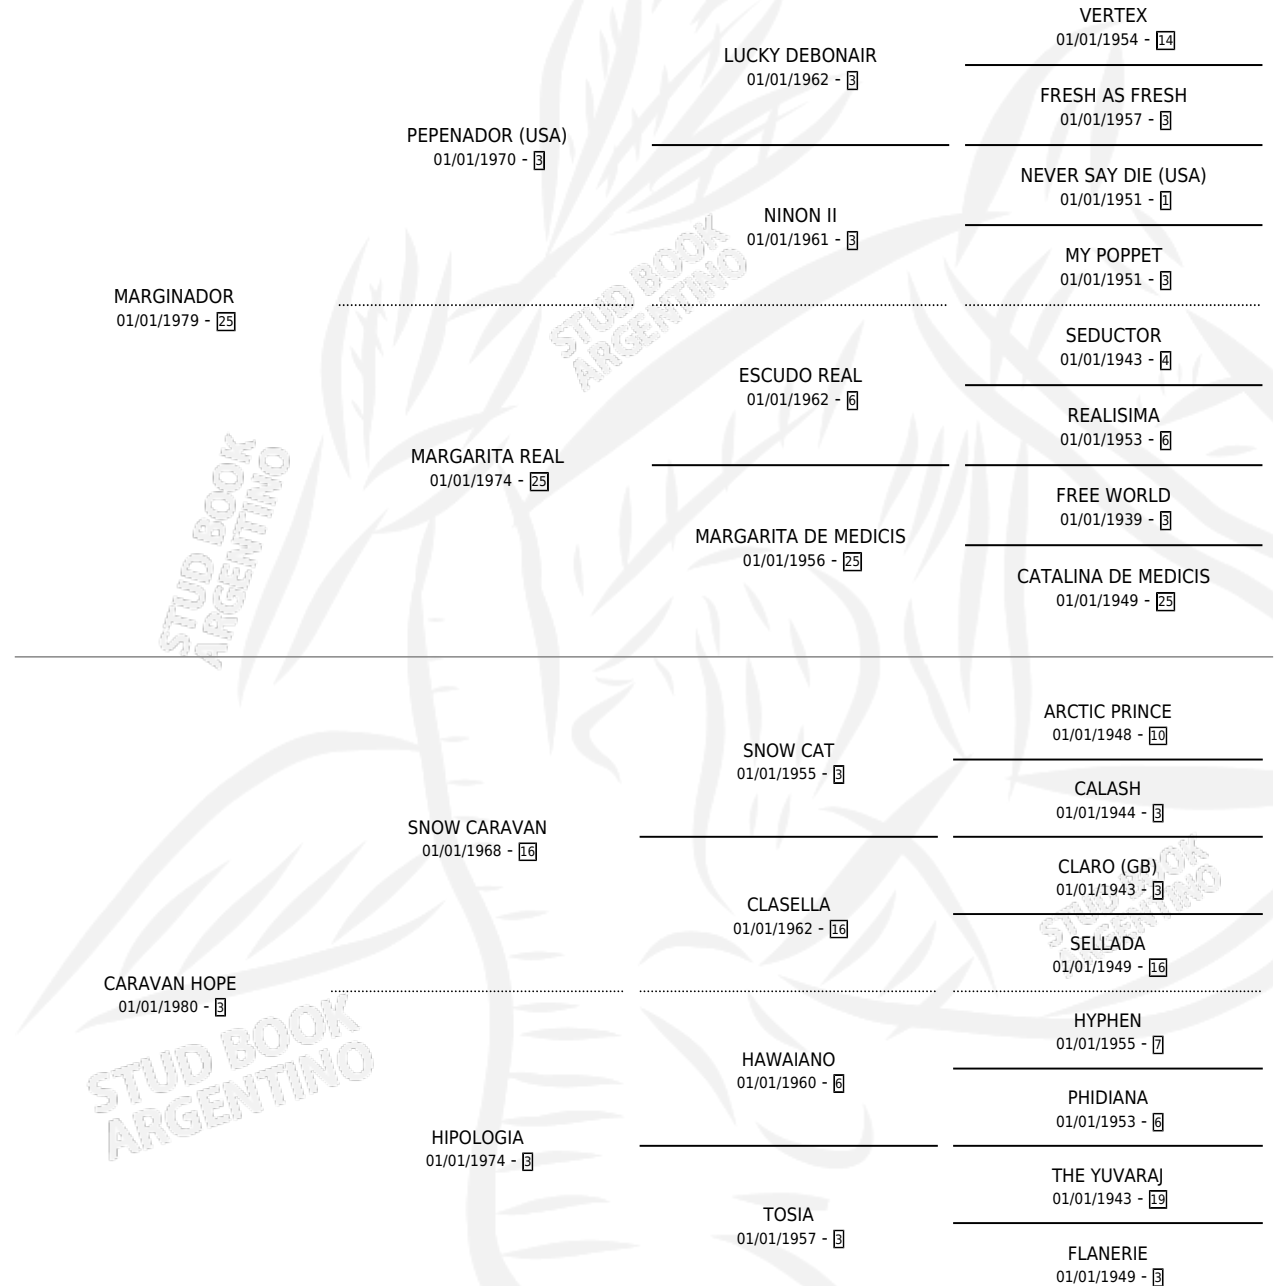 VERTEX
01/01/1954 - 14
LUCKY DEBONAIR
01/01/1962 - 3
FRESH AS FRESH
01/01/1957 - 3
PEPENADOR (USA)
01/01/1970 - 3
NEVER SAY DIE (USA)
01/01/1951 - 1
NINON II
01/01/1961 - 3
MY POPPET
01/01/1951 - 3
MARGINADOR
01/01/1979 - 25
SEDUCTOR
01/01/1943 - 4
ESCUDO REAL
01/01/1962 - 6
REALISIMA
01/01/1953 - 6
MARGARITA REAL
01/01/1974 - 25
FREE WORLD
01/01/1939 - 3
MARGARITA DE MEDICIS
01/01/1956 - 25
CATALINA DE MEDICIS
01/01/1949 - 25
STUD BOOK
ARGENTINO
STUD BOOK
ARGENTINO
ARCTIC PRINCE
01/01/1948 - 10
SNOW CAT
01/01/1955 - 3
CALASH
01/01/1944 - 3
SNOW CARAVAN
01/01/1968 - 16
CLARO (GB)
01/01/1943 - 3
CLASELLA
01/01/1962 - 16
SELLADA
01/01/1949 - 16
CARAVAN HOPE
01/01/1980 - 3
HYPHEN
01/01/1955 - 7
HAWAIANO
01/01/1960 - 6
PHIDIANA
01/01/1953 - 6
HIPOLOGIA
01/01/1974 - 3
THE YUVARAJ
01/01/1943 - 19
TOSIA
01/01/1957 - 3
FLANERIE
01/01/1949 - 3
STUD BOOK
ARGENTINO
STUD BOOK
ARGENTINO